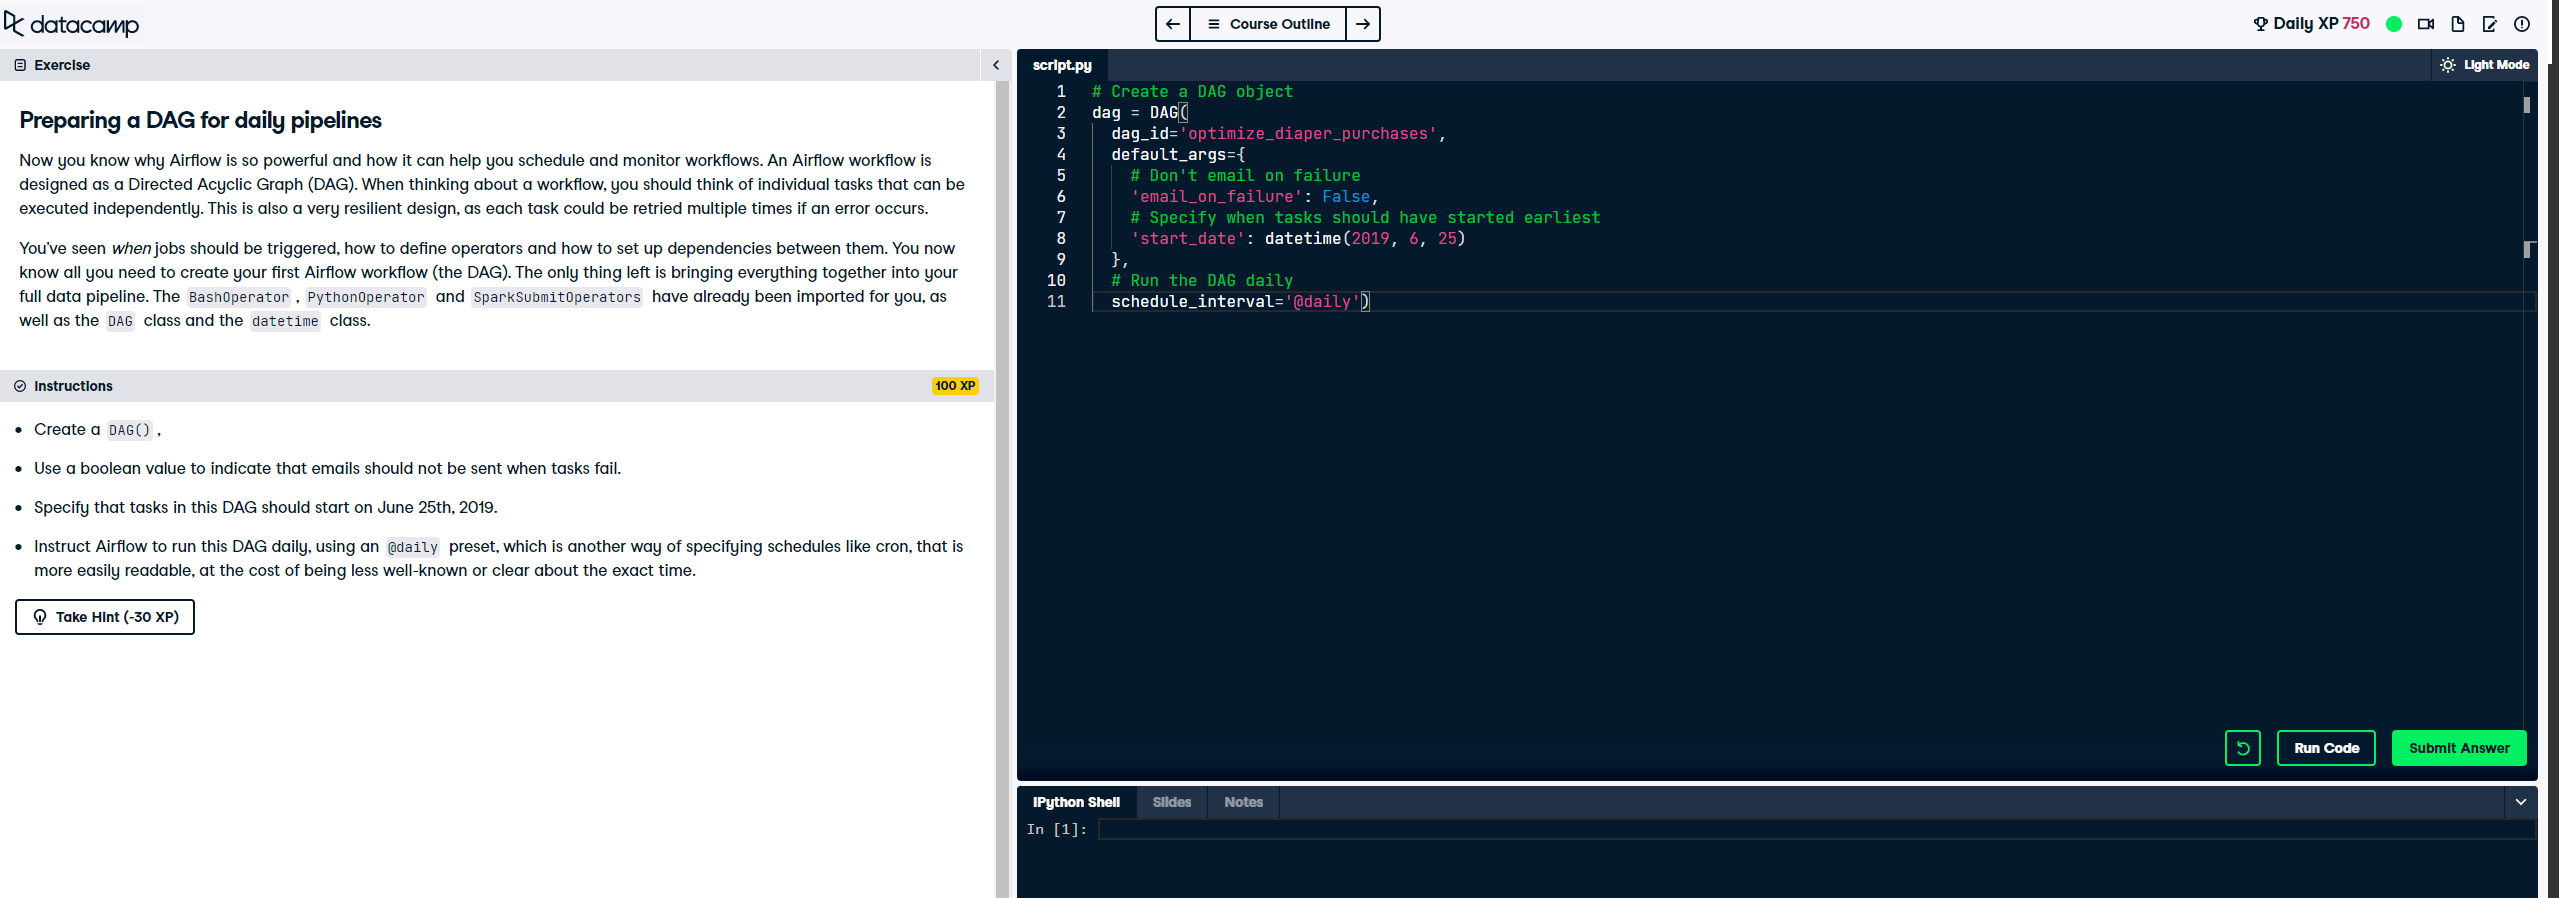 datacamp
Course Outline
Daily XP 750
Exercise
Preparing a DAG for daily pipelines
Now you know why Airflow is so powerful and how it can help you schedule and monitor workflows. An Airflow workflow is
designed as a Directed Acyclic Graph (DAG). When thinking about a workflow, you should think of individual tasks that can be
executed independently. This is also a very resilient design, as each task could be retried multiple times if an error occurs.
You've seen when jobs should be triggered, how to define operators and how to set up dependencies between them. You now
know all you need to create your first Airflow workflow (the DAG). The only thing left is bringing everything together into your
full data pipeline. The BashOperator , PythonOperator and SparkSubmitOperators have already been imported for you, as
well as the DAG class and the datetime class.
Instructions
100 XP
• Create a DAG() ,
• Use a boolean value to indicate that emails should not be sent when tasks fail.
• Specify that tasks in this DAG should start on June 25th, 2019.
• Instruct Airflow to run this DAG daily, using an @daily preset, which is another way of specifying schedules like cron, that is
more easily readable, at the cost of being less well-known or clear about the exact time.
Take Hint (-30 XP)
script.py
Light Mode
1 # Create a DAG object
2 dag = DAG(
3   dag_id='optimize_diaper_purchases',
4   default_args={
5     # Don't email on failure
6     'email_on_failure': False,
7     # Specify when tasks should have started earliest
8     'start_date': datetime(2019, 6, 25)
9   },
10   # Run the DAG daily
11   schedule_interval='@daily')
Run Code
Submit Answer
IPython Shell
Slides
Notes
In [1]: